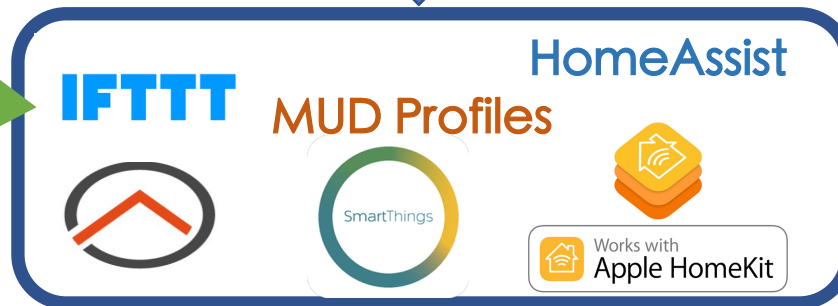 HomeAssist
IFTTT
MUD Profiles
SmartThings
Works with
Apple HomeKit